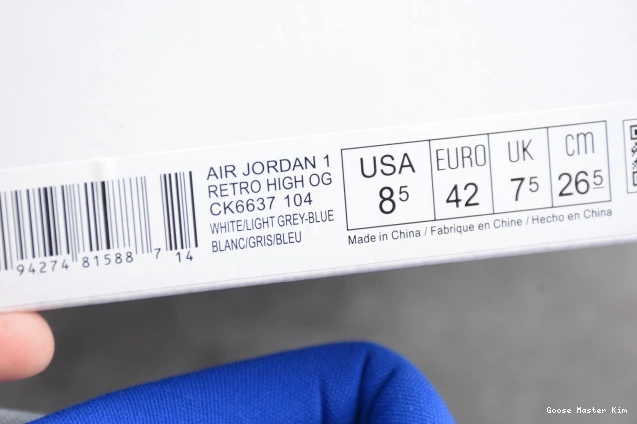 AIR JORDAN 1
RETRO HIGH OG
CK6637 104
WHITE/LIGHT GREY-BLUE
BLANC/GRIS/BLEU
94274 81588 7 14
USA EURO UK cm
8⁵ 42 7⁵ 26⁵
Made in China / Fabrique en Chine / Hecho en China
Goose Master Kim